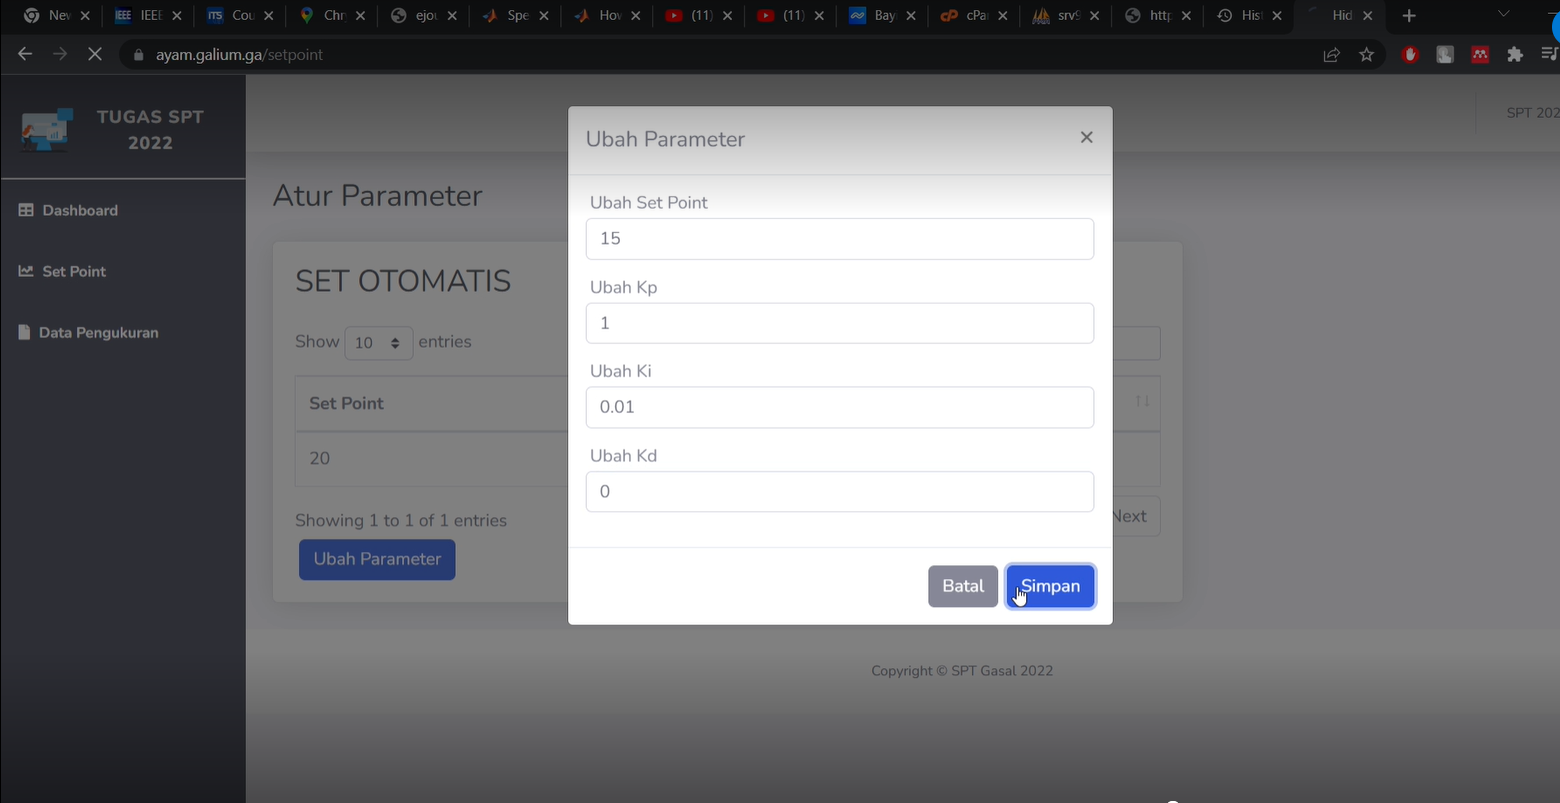 New
IEEE IEEE
ITS Cou
Chr
ejou
Spe
How
(11)
(11)
Bay
cPa
srv9
http
Hist
Hid
ayam.galium.ga/setpoint
TUGAS SPT
2022
SPT 202
Dashboard
Set Point
Data Pengukuran
Atur Parameter
SET OTOMATIS
Show 10 entries
Set Point
20
Showing 1 to 1 of 1 entries
Next
Ubah Parameter
Ubah Parameter
Ubah Set Point
15
Ubah Kp
1
Ubah Ki
0.01
Ubah Kd
0
Batal
Simpan
Copyright © SPT Gasal 2022